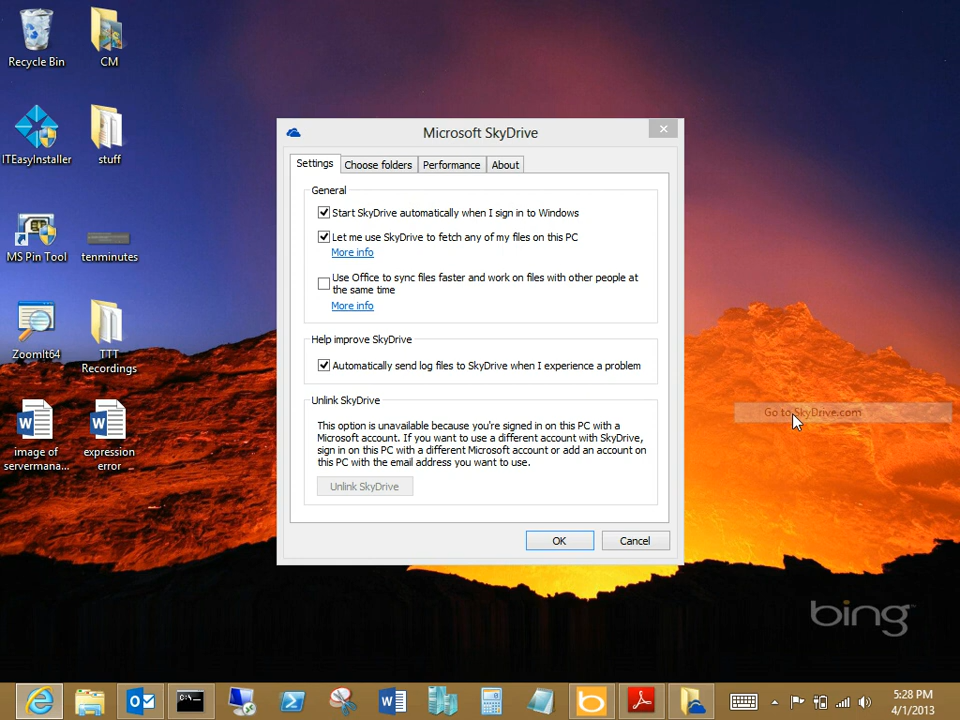 Recycle Bin
CM
ITEasyInstaller
stuff
MS Pin Tool
tenminutes
ZoomIt64
TTT
Recordings
image of
servermana...
expression
error ...
Microsoft SkyDrive
Settings
Choose folders
Performance
About
General
Start SkyDrive automatically when I sign in to Windows
Let me use SkyDrive to fetch any of my files on this PC
More info
Use Office to sync files faster and work on files with other people at
the same time
More info
Help improve SkyDrive
Automatically send log files to SkyDrive when I experience a problem
Unlink SkyDrive
This option is unavailable because you're signed in on this PC with a
Microsoft account. If you want to use a different account with SkyDrive,
sign in on this PC with a different Microsoft account or add an account
on this PC with the email address you want to use.
Unlink SkyDrive
OK
Cancel
Go to SkyDrive.com
bing
5:28 PM
4/1/2013